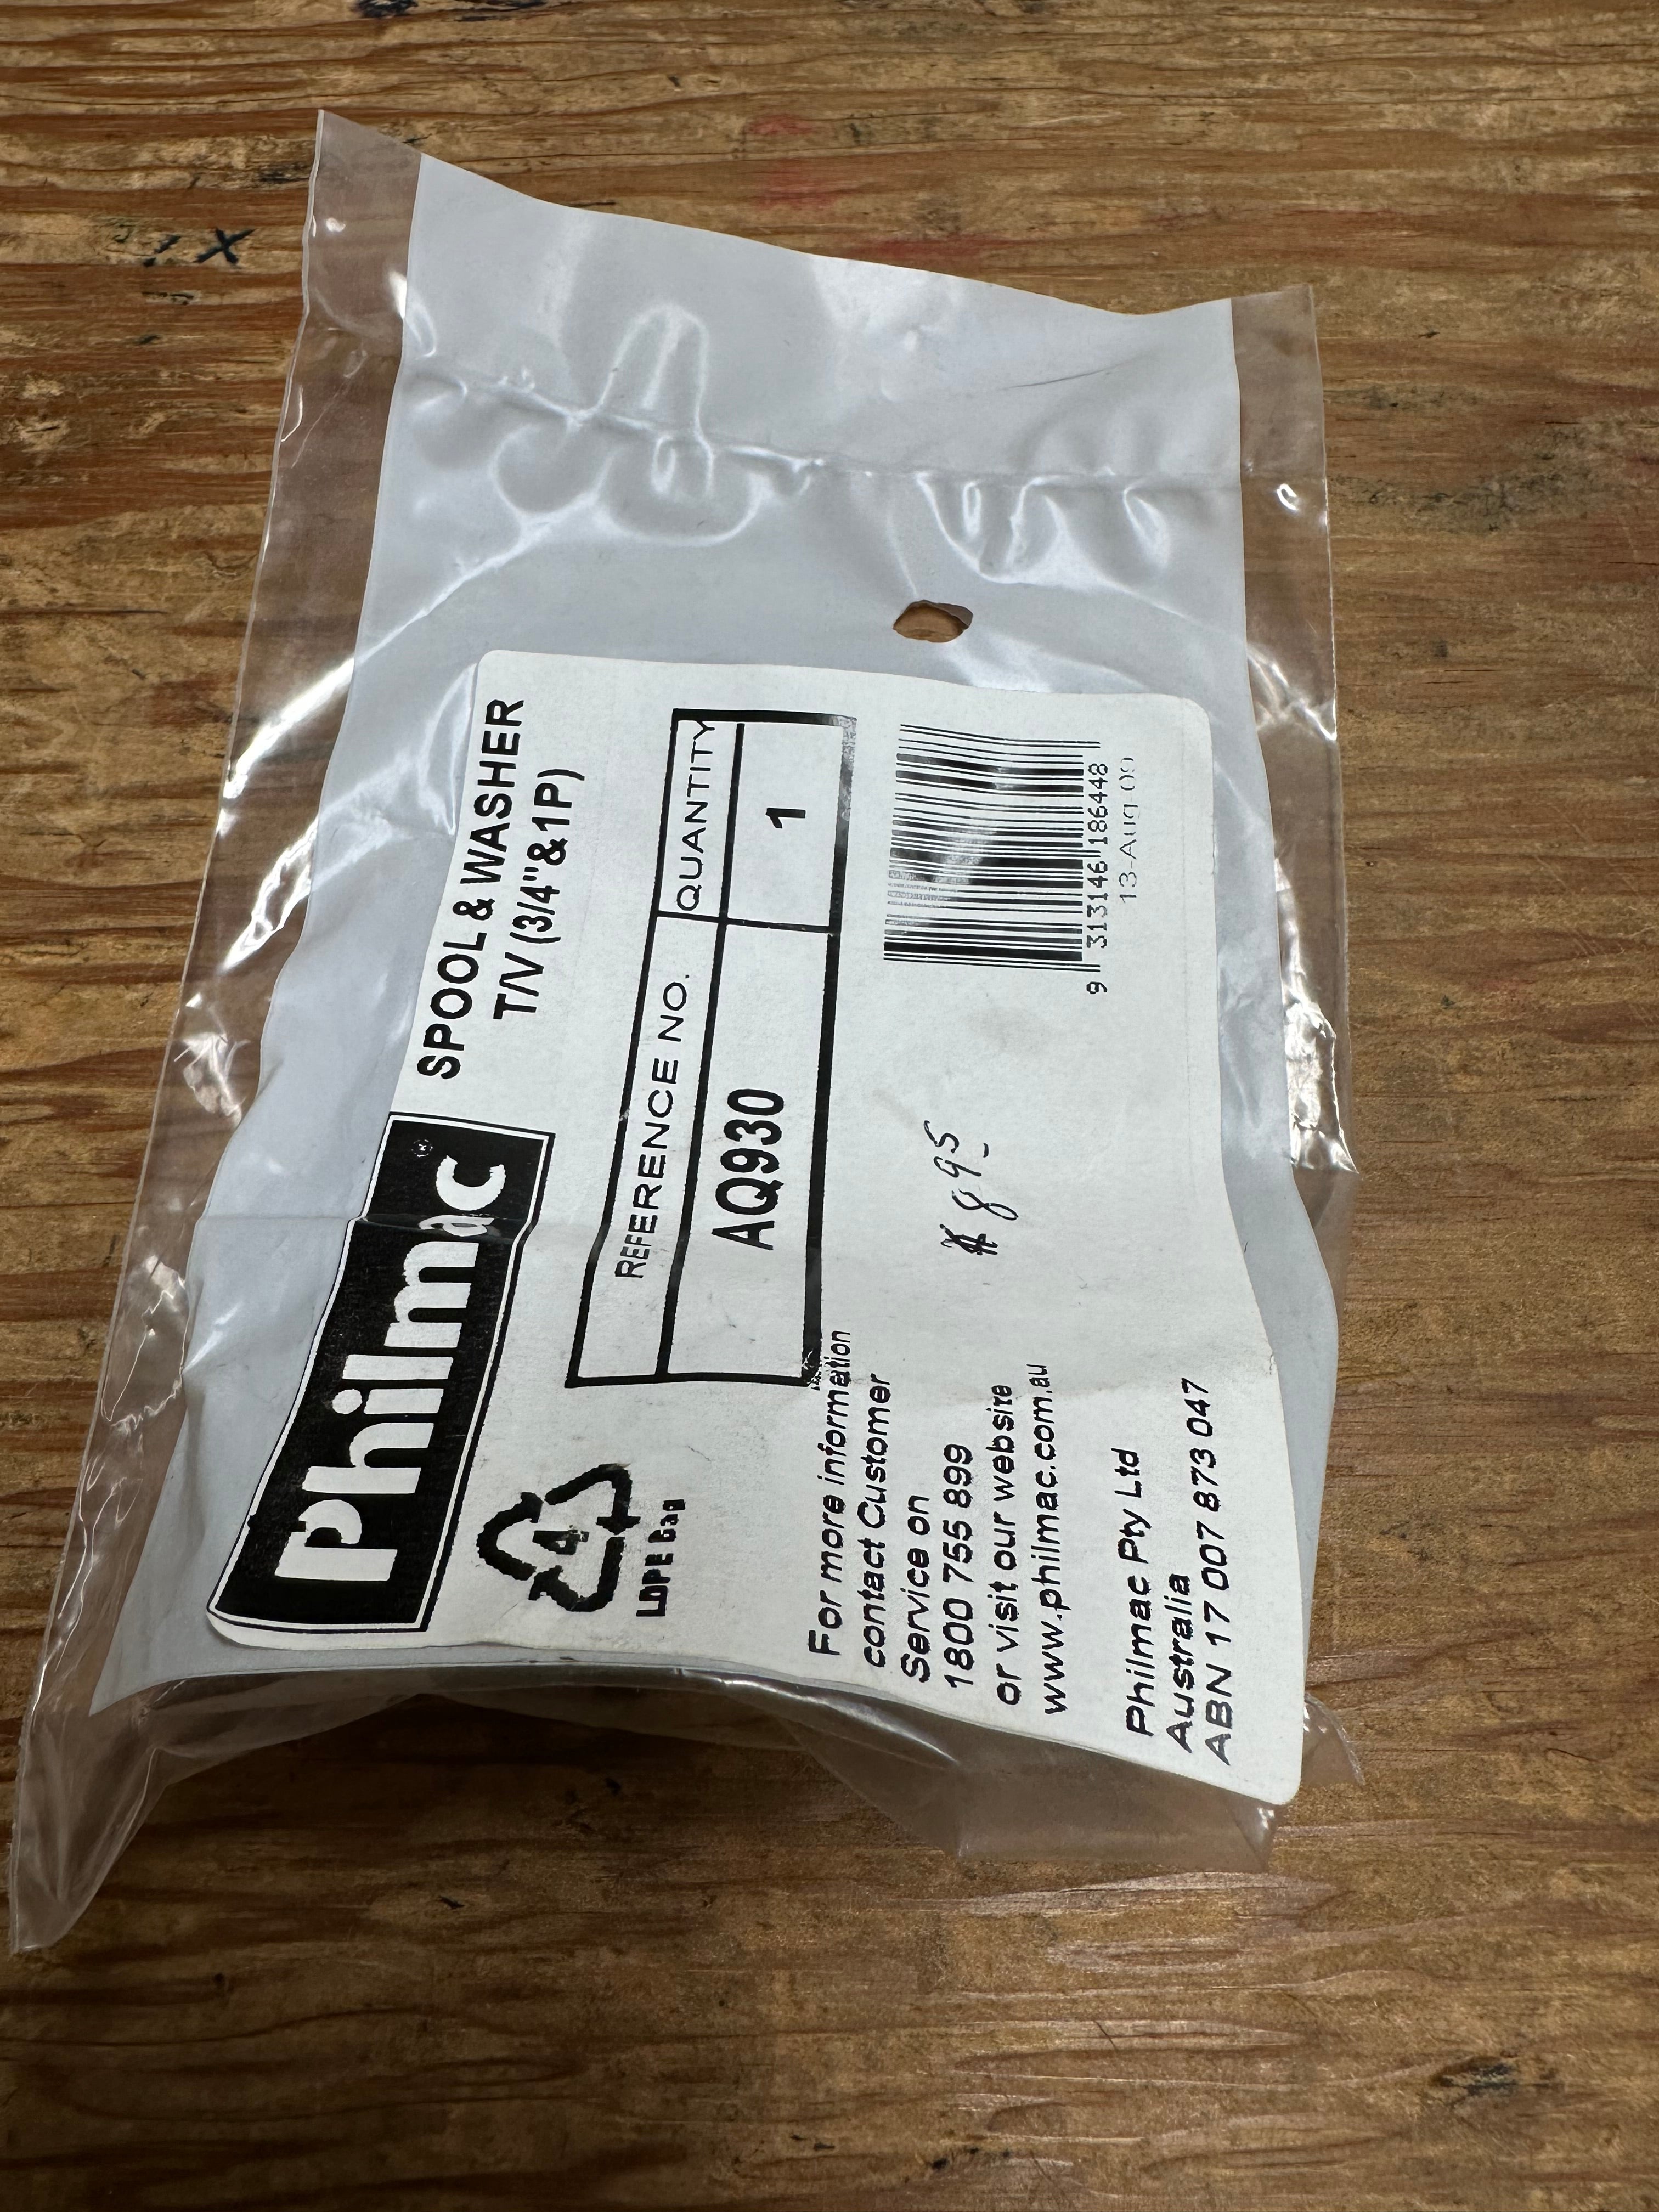 Philmac
SPOOL & WASHER
T/V (3/4"&1P)
REFERENCE NO. QUANTITY
AQ930 1
4
LDPE Bag
For more information
contact Customer
Service on
1800 755 899
or visit our website
www.philmac.com.au
Philmac Pty Ltd
Australia
ABN 17 007 873 047
8 95
9 313146 186448
13-Aug 09
X